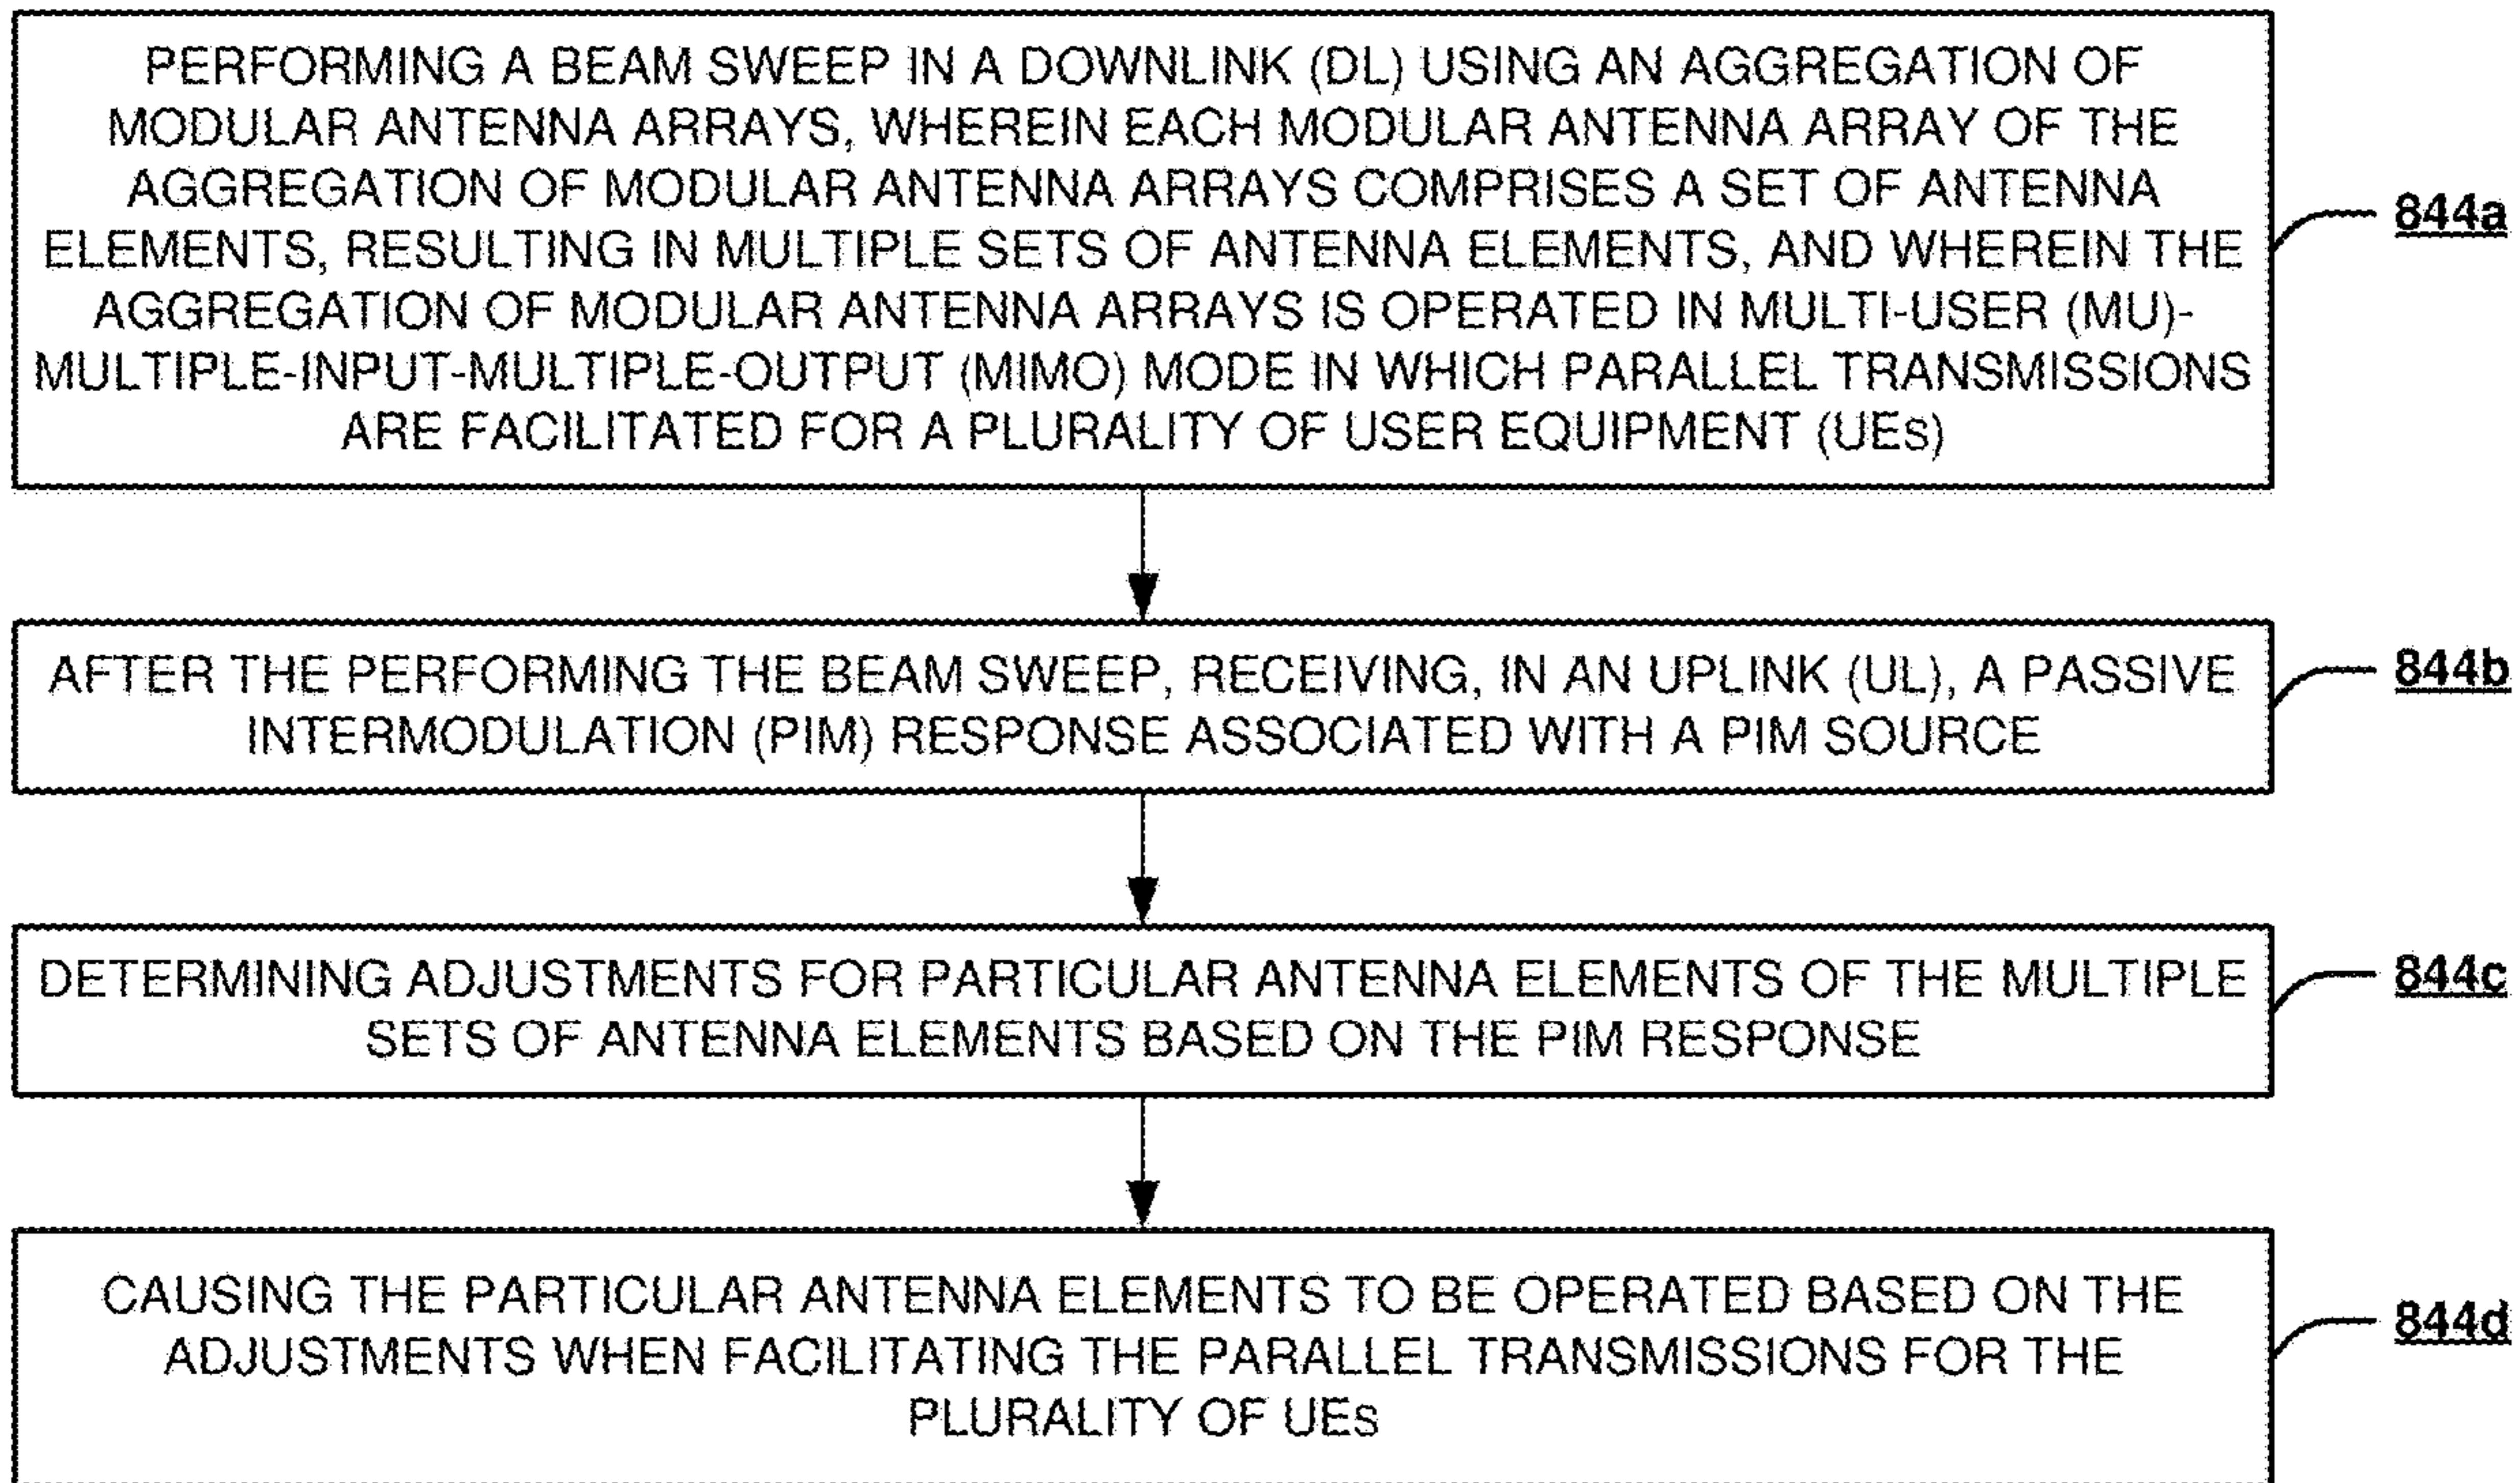 PERFORMING A BEAM SWEEP IN A DOWNLINK (DL) USING AN AGGREGATION OF
MODULAR ANTENNA ARRAYS, WHEREIN EACH MODULAR ANTENNA ARRAY OF THE
AGGREGATION OF MODULAR ANTENNA ARRAYS COMPRISES A SET OF ANTENNA
ELEMENTS, RESULTING IN MULTIPLE SETS OF ANTENNA ELEMENTS, AND WHEREIN THE
AGGREGATION OF MODULAR ANTENNA ARRAYS IS OPERATED IN MULTI-USER (MU)-
MULTIPLE-INPUT-MULTIPLE-OUTPUT (MIMO) MODE IN WHICH PARALLEL TRANSMISSIONS
ARE FACILITATED FOR A PLURALITY OF USER EQUIPMENT (UEs)
844a
AFTER THE PERFORMING THE BEAM SWEEP, RECEIVING, IN AN UPLINK (UL), A PASSIVE
INTERMODULATION (PIM) RESPONSE ASSOCIATED WITH A PIM SOURCE
844b
DETERMINING ADJUSTMENTS FOR PARTICULAR ANTENNA ELEMENTS OF THE MULTIPLE
SETS OF ANTENNA ELEMENTS BASED ON THE PIM RESPONSE
844c
CAUSING THE PARTICULAR ANTENNA ELEMENTS TO BE OPERATED BASED ON THE
ADJUSTMENTS WHEN FACILITATING THE PARALLEL TRANSMISSIONS FOR THE
PLURALITY OF UEs
844d